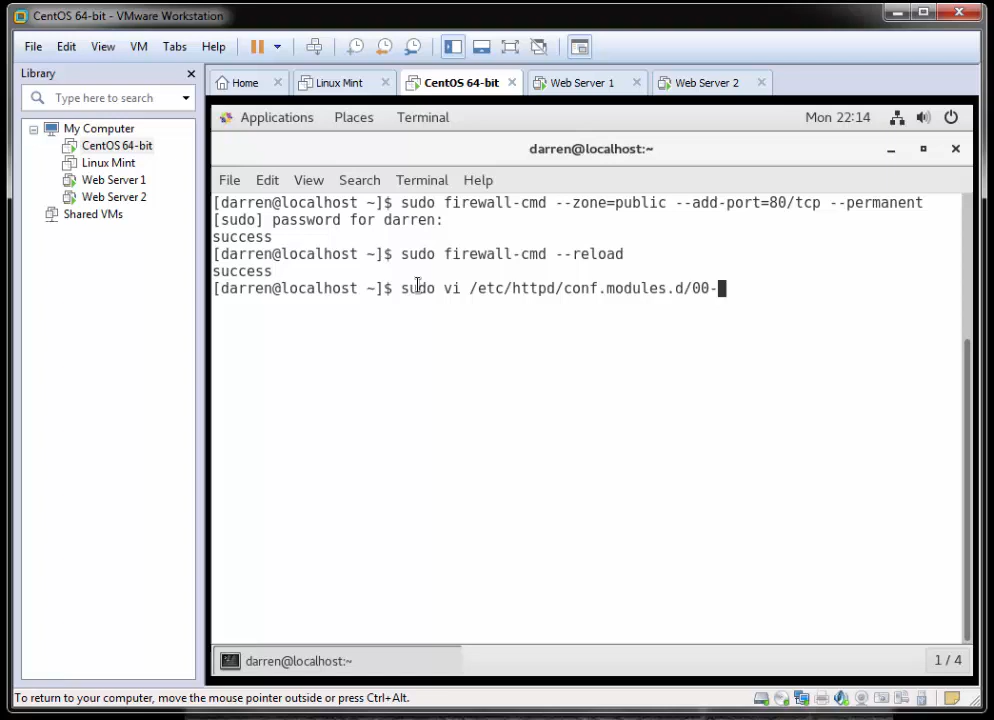 CentOS 64-bit - VMware Workstation
File Edit View VM Tabs Help
Library
Type here to search
My Computer
CentOS 64-bit
Linux Mint
Web Server 1
Web Server 2
Shared VMs
Home Linux Mint CentOS 64-bit Web Server 1 Web Server 2
Applications Places Terminal Mon 22:14
darren@localhost:~
File Edit View Search Terminal Help
[darren@localhost ~]$ sudo firewall-cmd --zone=public --add-port=80/tcp --permanent
[sudo] password for darren:
success
[darren@localhost ~]$ sudo firewall-cmd --reload
success
[darren@localhost ~]$ sudo vi /etc/httpd/conf.modules.d/00-
darren@localhost:~ 1 / 4
To return to your computer, move the mouse pointer outside or press Ctrl+Alt.